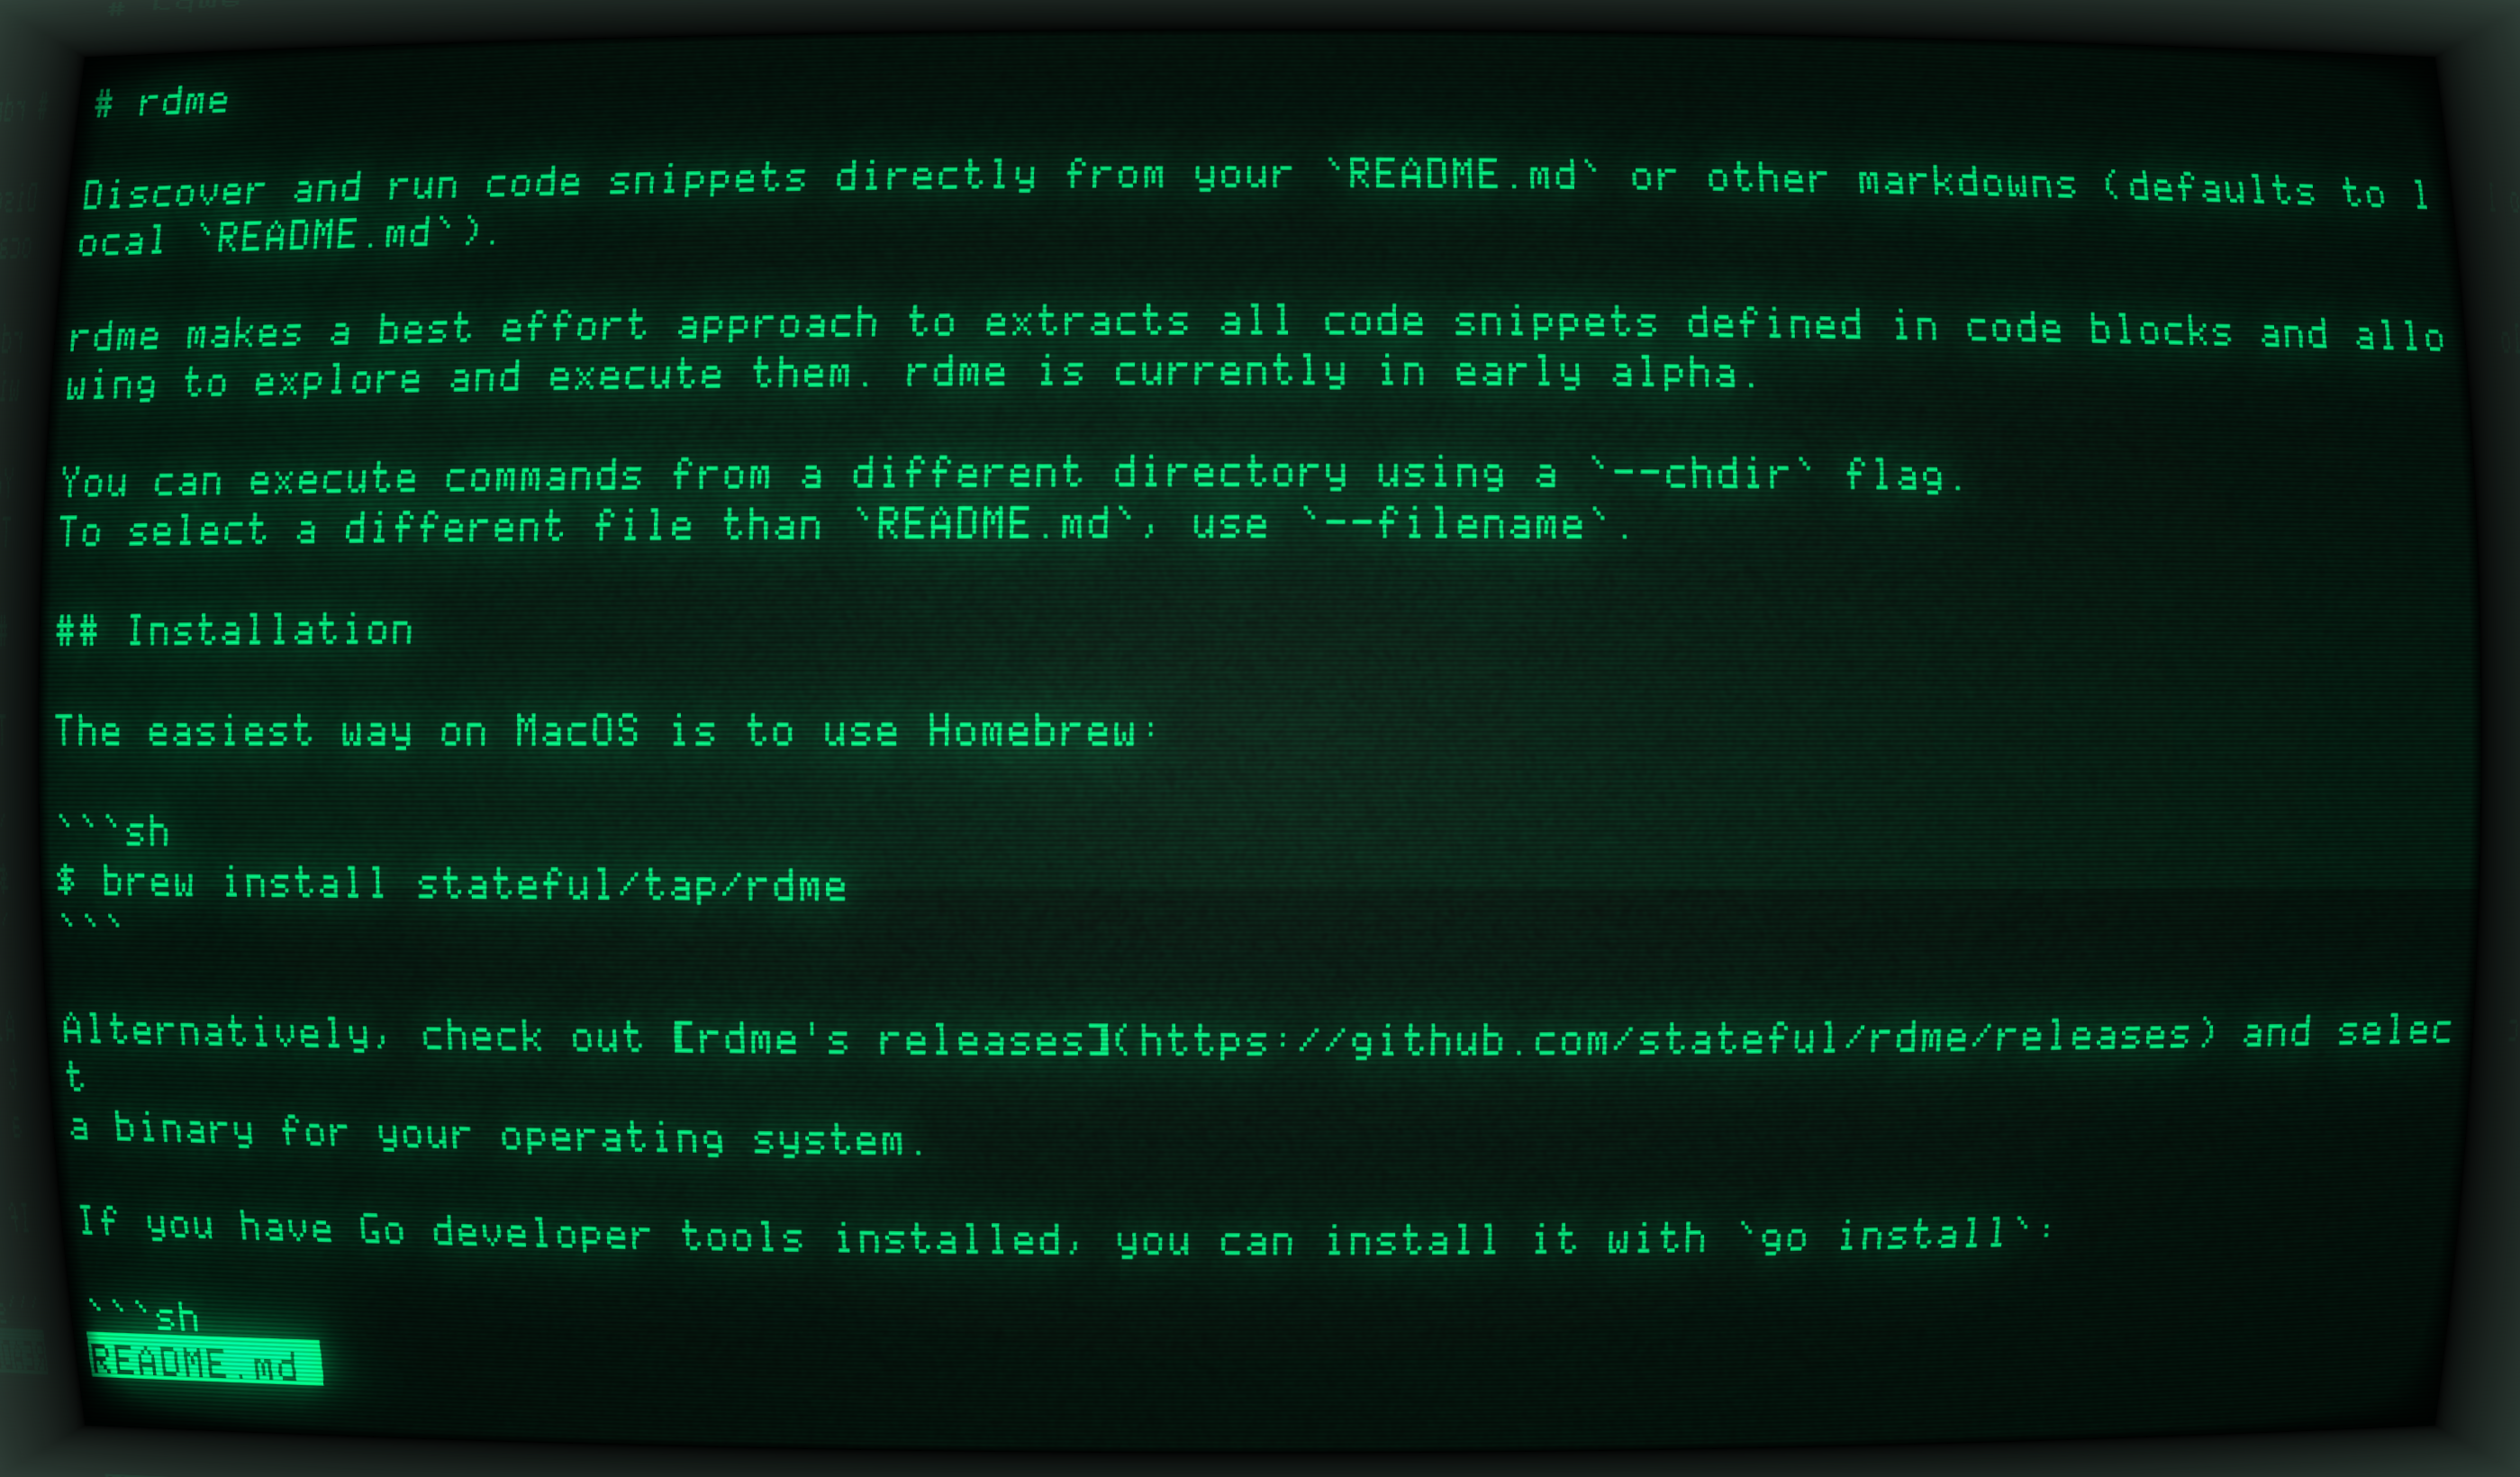 # rdme

Discover and run code snippets directly from your `README.md` or other markdowns (defaults to l
ocal `README.md`).

rdme makes a best effort approach to extracts all code snippets defined in code blocks and allo
wing to explore and execute them. rdme is currently in early alpha.

You can execute commands from a different directory using a `--chdir` flag.
To select a different file than `README.md`, use `--filename`.

## Installation

The easiest way on MacOS is to use Homebrew:

```sh
$ brew install stateful/tap/rdme
```

Alternatively, check out [rdme's releases](https://github.com/stateful/rdme/releases) and selec
t
a binary for your operating system.

If you have Go developer tools installed, you can install it with `go install`:

```sh
README.md